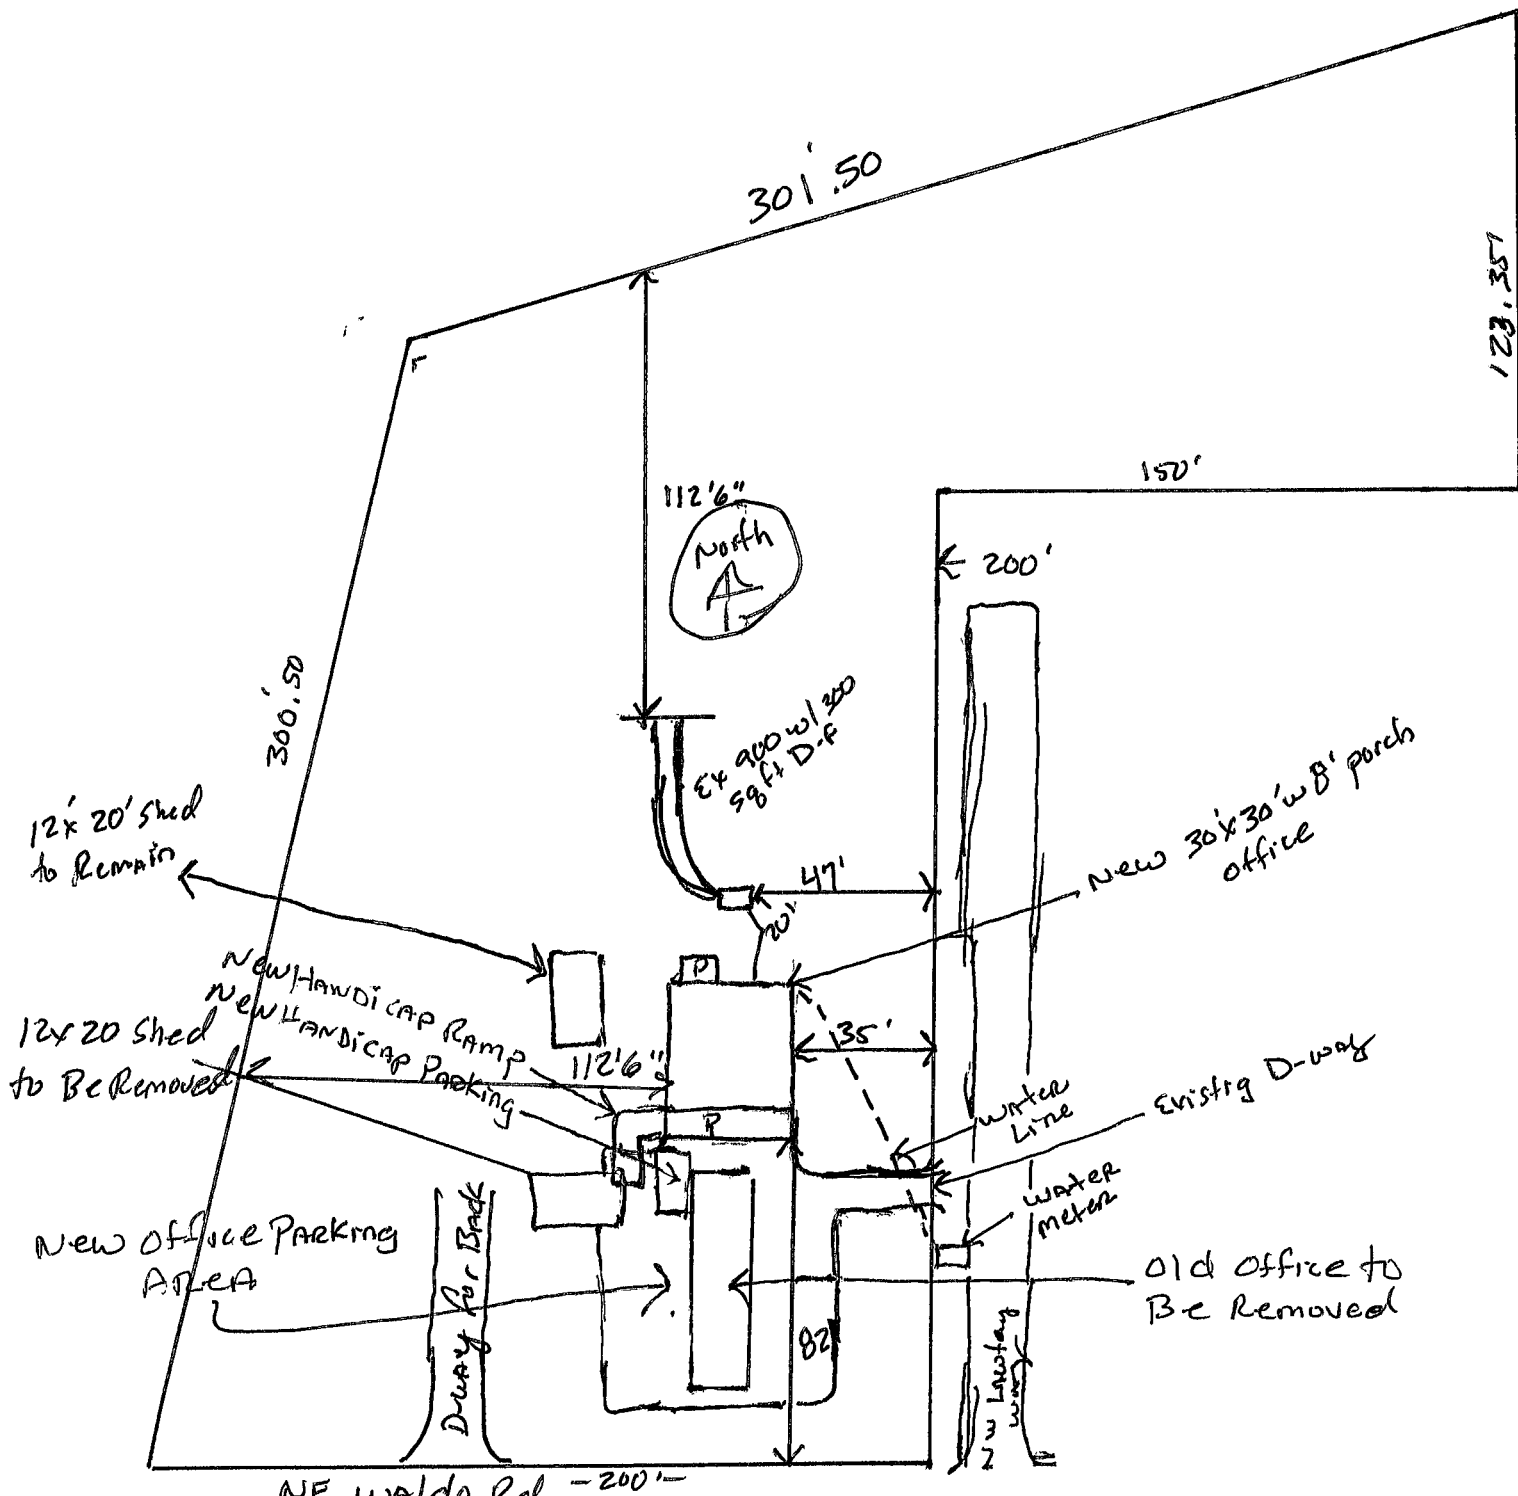 301'.50
123.35'
150'
112'6"
North
200'
300'.50
Ex 900 w/ 300
sq ft D-F
12'x 20' Shed
to Remain
47'
20'
New 30'x30' w 8' porch
office
New Handicap Ramp
New Handicap Parking
P
12x20 Shed
to Be Removed
112'6"
35'
P
Water
Line
Existig D-way
Water
meter
New office Parking
Area
D-way for Back
Old Office to
Be Removed
82'
way
NE Waldo Rd -200'-